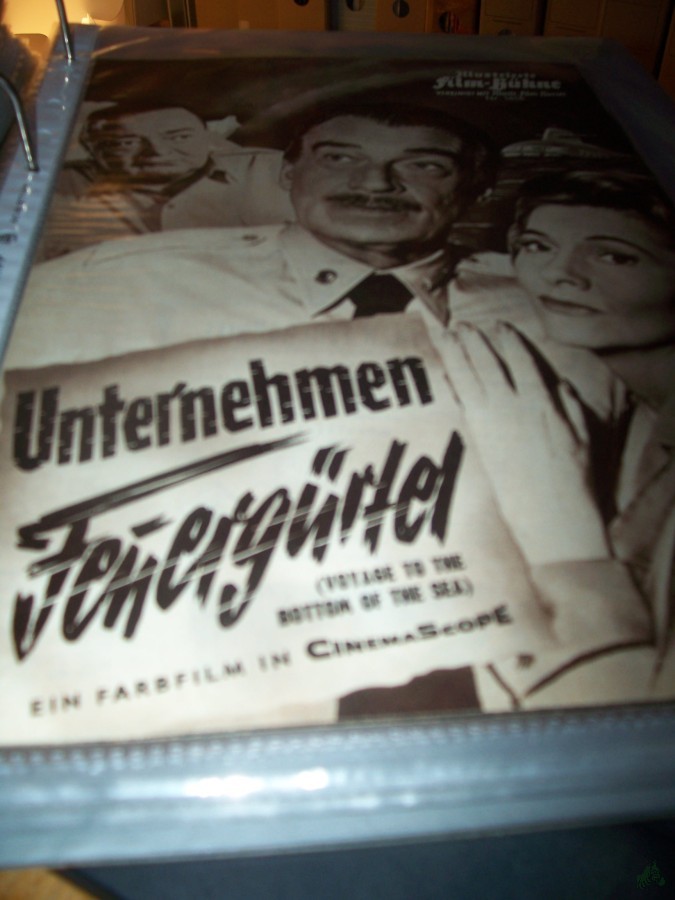 Illustrierte
Film-Bühne
Unternehmen
Feuergürtel
(VOYAGE TO THE
BOTTOM OF THE SEA)
EIN FARBFILM IN CINEMASCOPE